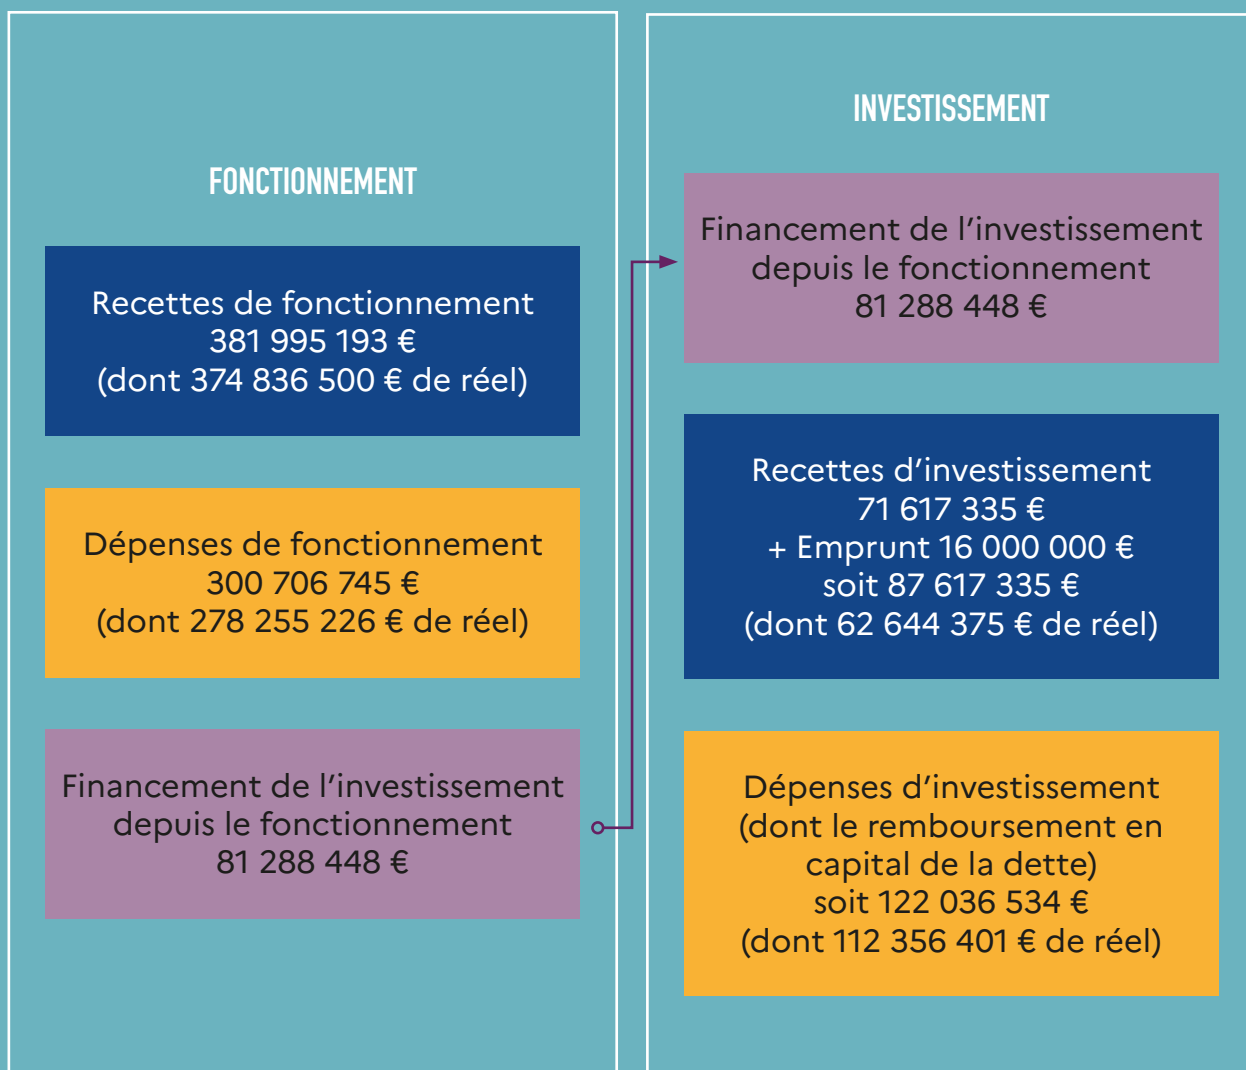 FONCTIONNEMENT
Recettes de fonctionnement
381 995 193 €
(dont 374 836 500 € de réel)
Dépenses de fonctionnement
300 706 745 €
(dont 278 255 226 € de réel)
Financement de l’investissement
depuis le fonctionnement
81 288 448 €
INVESTISSEMENT
Financement de l’investissement
depuis le fonctionnement
81 288 448 €
Recettes d’investissement
71 617 335 €
+ Emprunt 16 000 000 €
soit 87 617 335 €
(dont 62 644 375 € de réel)
Dépenses d’investissement
(dont le remboursement en
capital de la dette)
soit 122 036 534 €
(dont 112 356 401 € de réel)